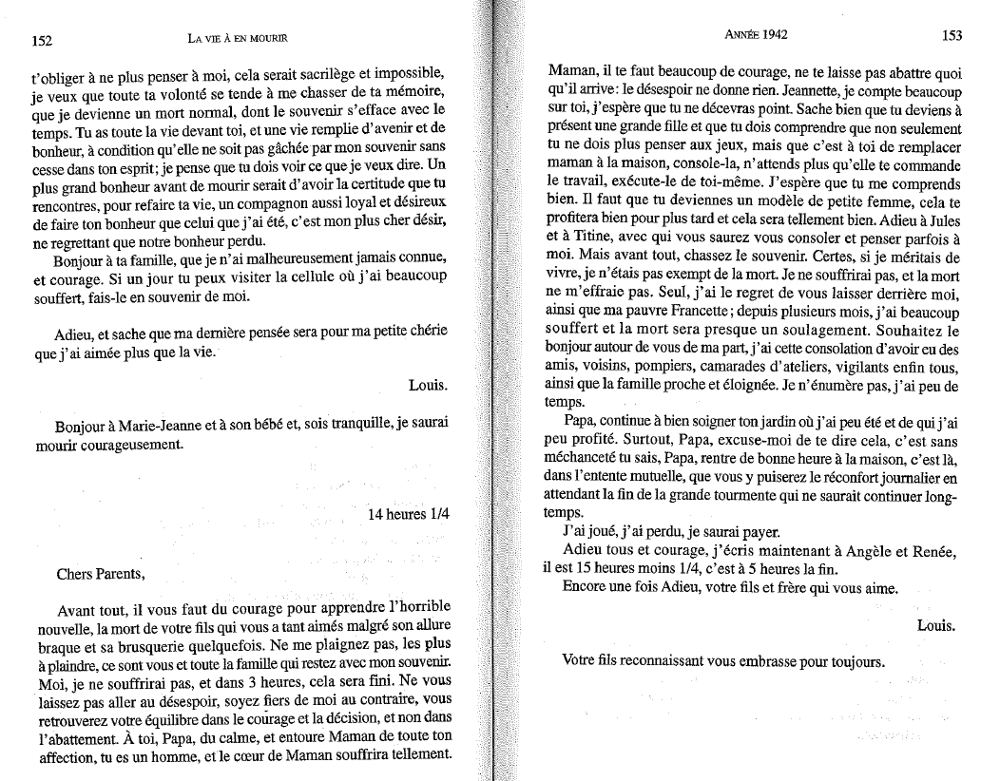 152
LA VIE À EN MOURIR
t'obliger à ne plus penser à moi, cela serait sacrilège et impossible,
je veux que toute ta volonté se tende à me chasser de ta mémoire,
que je devienne un mort normal, dont le souvenir s'efface avec le
temps. Tu as toute la vie devant toi, et une vie remplie d'avenir et de
bonheur, à condition qu'elle ne soit pas gâchée par mon souvenir sans
cesse dans ton esprit; je pense que tu dois voir ce que je veux dire. Un
plus grand bonheur avant de mourir serait d'avoir la certitude que tu
rencontres, pour refaire ta vie, un compagnon aussi loyal et désireux
de faire ton bonheur que celui que j'ai été, c'est mon plus cher désir,
ne regrettant que notre bonheur perdu.
Bonjour à ta famille, que je n'ai malheureusement jamais connue,
et courage. Si un jour tu peux visiter la cellule où j'ai beaucoup
souffert, fais-le en souvenir de moi.
Adieu, et sache que ma dernière pensée sera pour ma petite chérie
que j'ai aimée plus que la vie.
Louis.
Bonjour à Marie-Jeanne et à son bébé et, sois tranquille, je saurai
mourir courageusement.
14 heures 1/4
Chers Parents,
Avant tout, il vous faut du courage pour apprendre l'horrible
nouvelle, la mort de votre fils qui vous a tant aimés malgré son allure
braque et sa brusquerie quelquefois. Ne me plaignez pas, les plus
à plaindre, ce sont vous et toute la famille qui restez avec mon souvenir.
Moi, je ne souffrirai pas, et dans 3 heures, cela sera fini. Ne vous
laissez pas aller au désespoir, soyez fiers de moi au contraire, vous
retrouverez votre équilibre dans le courage et la décision, et non dans
l'abattement. À toi, Papa, du calme, et entoure Maman de toute ton
affection, tu es un homme, et le cœur de Maman souffrira tellement.
ANNÉE 1942
153
Maman, il te faut beaucoup de courage, ne te laisse pas abattre quoi
qu'il arrive: le désespoir ne donne rien. Jeannette, je compte beaucoup
sur toi, j'espère que tu ne décevras point. Sache bien que tu deviens à
présent une grande fille et que tu dois comprendre que non seulement
tu ne dois plus penser aux jeux, mais que c'est à toi de remplacer
maman à la maison, console-la, n'attends plus qu'elle te commande
le travail, exécute-le de toi-même. J'espère que tu me comprends
bien. Il faut que tu deviennes un modèle de petite femme, cela te
profitera bien pour plus tard et cela sera tellement bien. Adieu à Jules
et à Titine, avec qui vous saurez vous consoler et penser parfois à
moi. Mais avant tout, chassez le souvenir. Certes, si je méritais de
vivre, je n'étais pas exempt de la mort. Je ne souffrirai pas, et la mort
ne m'effraie pas. Seul, j'ai le regret de vous laisser derrière moi,
ainsi que ma pauvre Francette; depuis plusieurs mois, j'ai beaucoup
souffert et la mort sera presque un soulagement. Souhaitez le
bonjour autour de vous de ma part, j'ai cette consolation d'avoir eu des
amis, voisins, pompiers, camarades d'ateliers, vigilants enfin tous,
ainsi que la famille proche et éloignée. Je n'énumère pas, j'ai peu de
temps.
Papa, continue à bien soigner ton jardin où j'ai peu été et de qui j'ai
peu profité. Surtout, Papa, excuse-moi de te dire cela, c'est sans
méchanceté tu sais, Papa, rentre de bonne heure à la maison, c'est là,
dans l'entente mutuelle, que vous y puiserez le réconfort journalier en
attendant la fin de la grande tourmente qui ne saurait continuer long-
temps.
J'ai joué, j'ai perdu, je saurai payer.
Adieu tous et courage, j'écris maintenant à Angèle et Renée,
il est 15 heures moins 1/4, c'est à 5 heures la fin.
Encore une fois Adieu, votre fils et frère qui vous aime.
Louis.
Votre fils reconnaissant vous embrasse pour toujours.